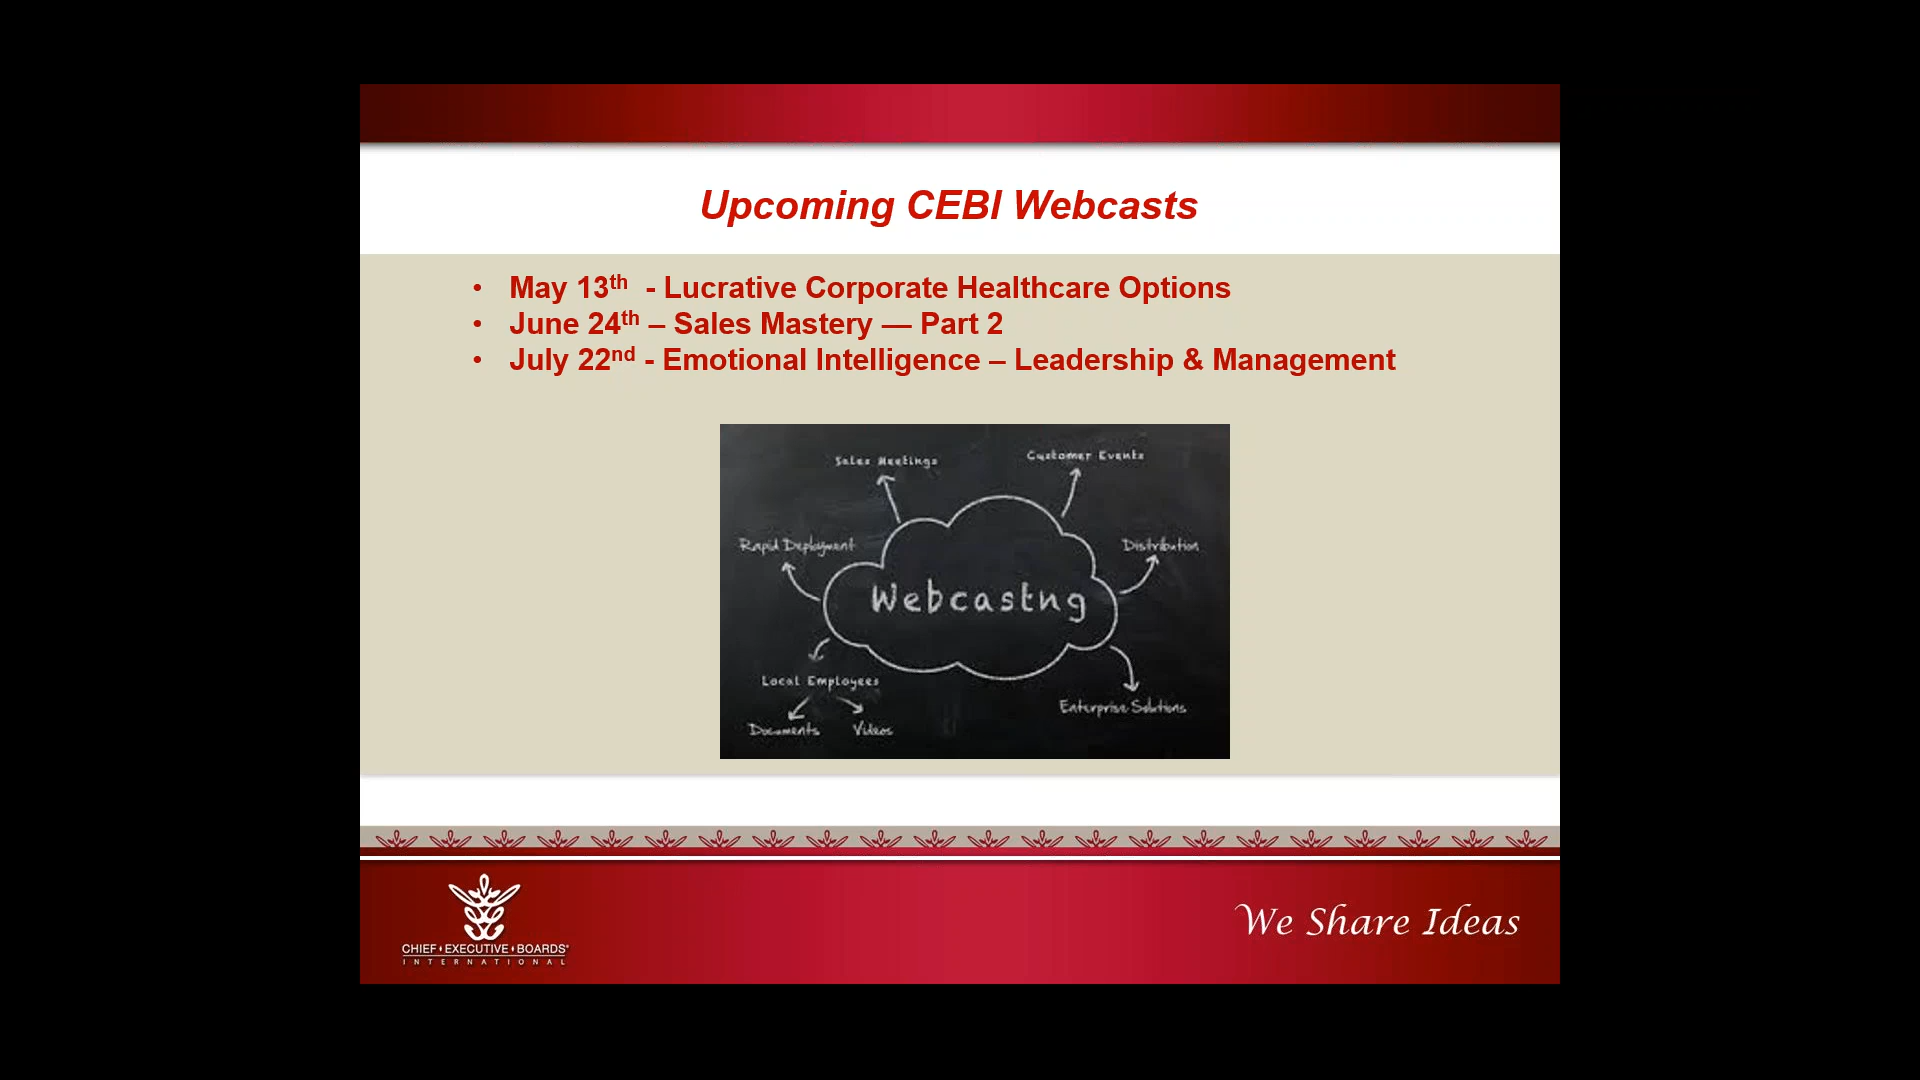 Upcoming CEBI Webcasts
• May 13th - Lucrative Corporate Healthcare Options
• June 24th – Sales Mastery — Part 2
• July 22nd - Emotional Intelligence – Leadership & Management
Sales Meetings
Customer Events
Rapid Deployment
Distribution
Webcastng
Local Employees
Enterprise Solutions
Documents
Videos
We Share Ideas
CHIEF EXECUTIVE BOARDS
INTERNATIONAL